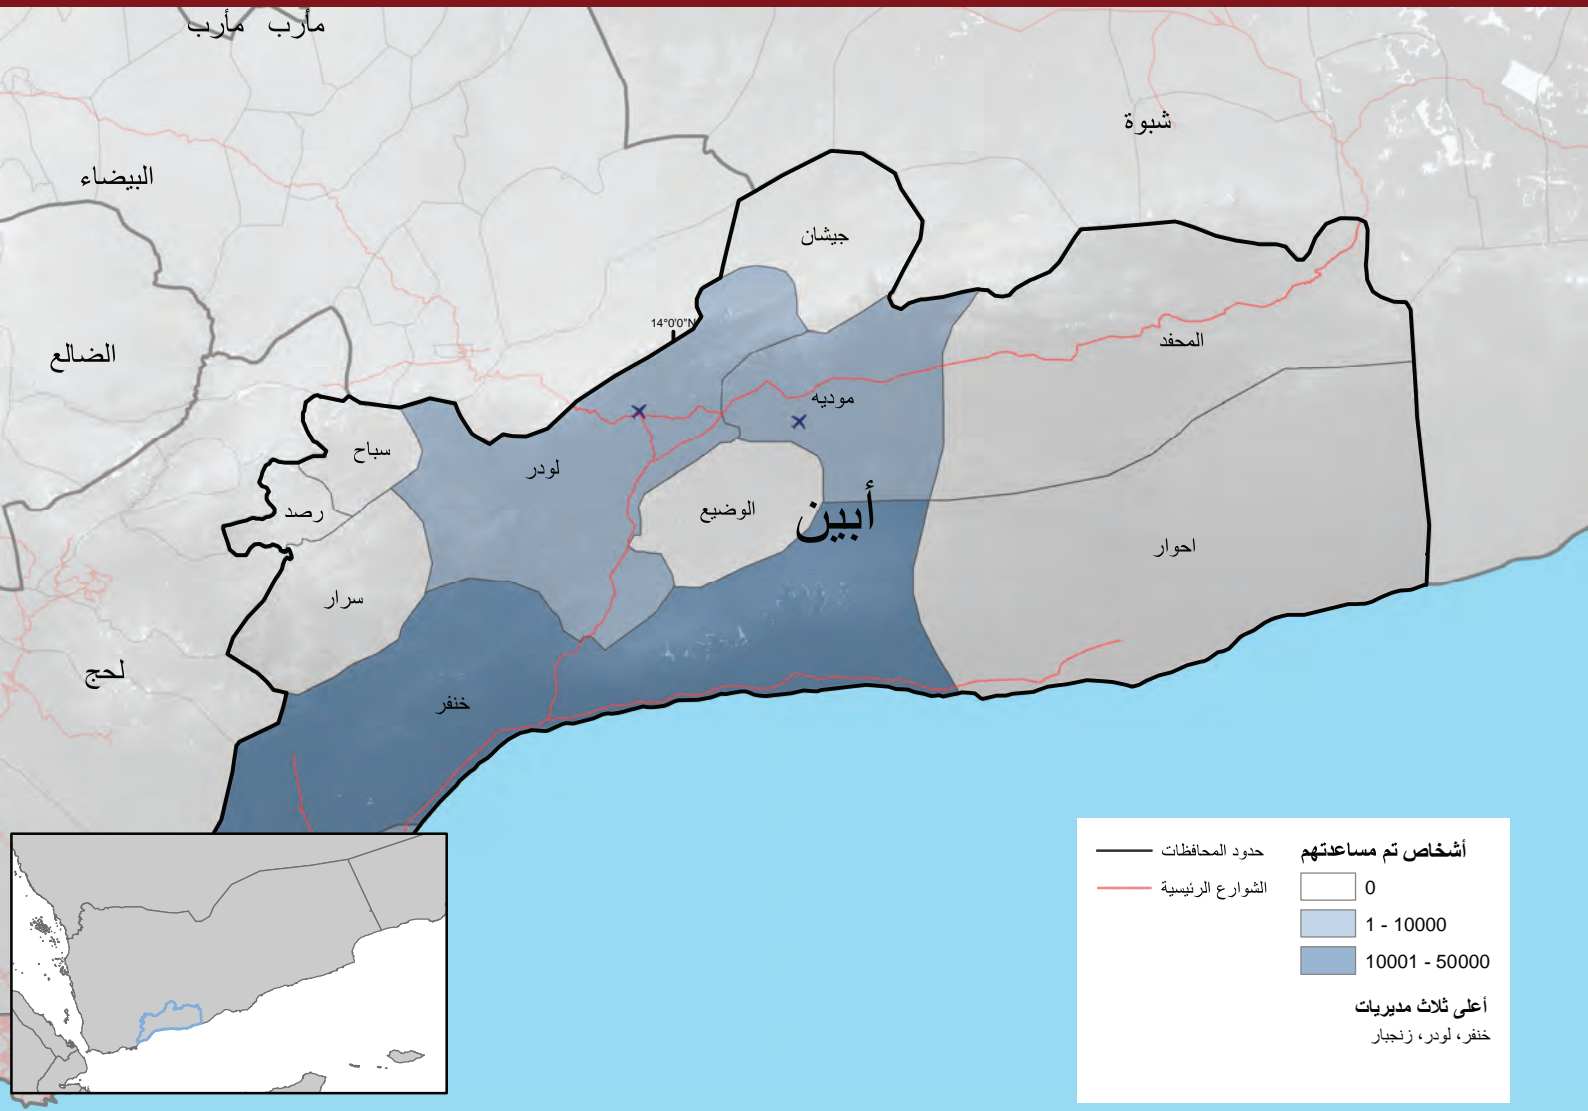 مأرب مأرب
شبوة
البيضاء
جيشان
14°0'0"N
المحفد
الضالع
موديه
سباح
لودر
الوضيع
رصد
أبين
احوار
سرار
لحج
خنفر
أشخاص تم مساعدتهم
0
1 - 10000
10001 - 50000
حدود المحافظات
الشوارع الرئيسية
أعلى ثلاث مديريات
خنفر، لودر، زنجبار